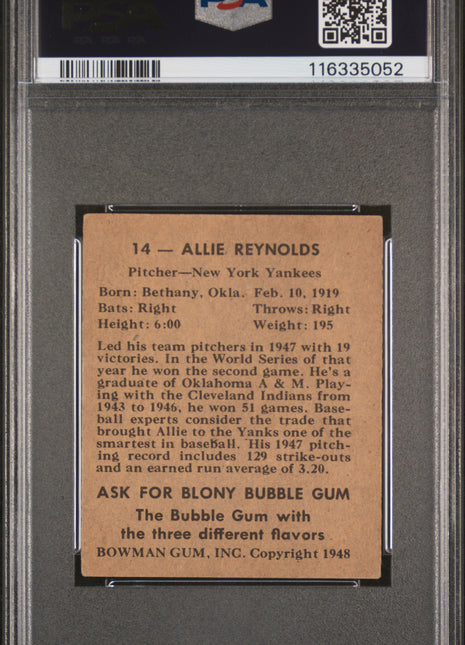 PSA
116335052
14 — ALLIE REYNOLDS
Pitcher—New York Yankees
Born: Bethany, Okla. Feb. 10, 1919
Bats: Right Throws: Right
Height: 6:00 Weight: 195
Led his team pitchers in 1947 with 19
victories. In the World Series of that
year he won the second game. He's a
graduate of Oklahoma A & M. Play-
ing with the Cleveland Indians from
1943 to 1946, he won 51 games. Base-
ball experts consider the trade that
brought Allie to the Yanks one of the
smartest in baseball. His 1947 pitch-
ing record includes 129 strike-outs
and an earned run average of 3.20.
ASK FOR BLONY BUBBLE GUM
The Bubble Gum with
the three different flavors
BOWMAN GUM, INC. Copyright 1948